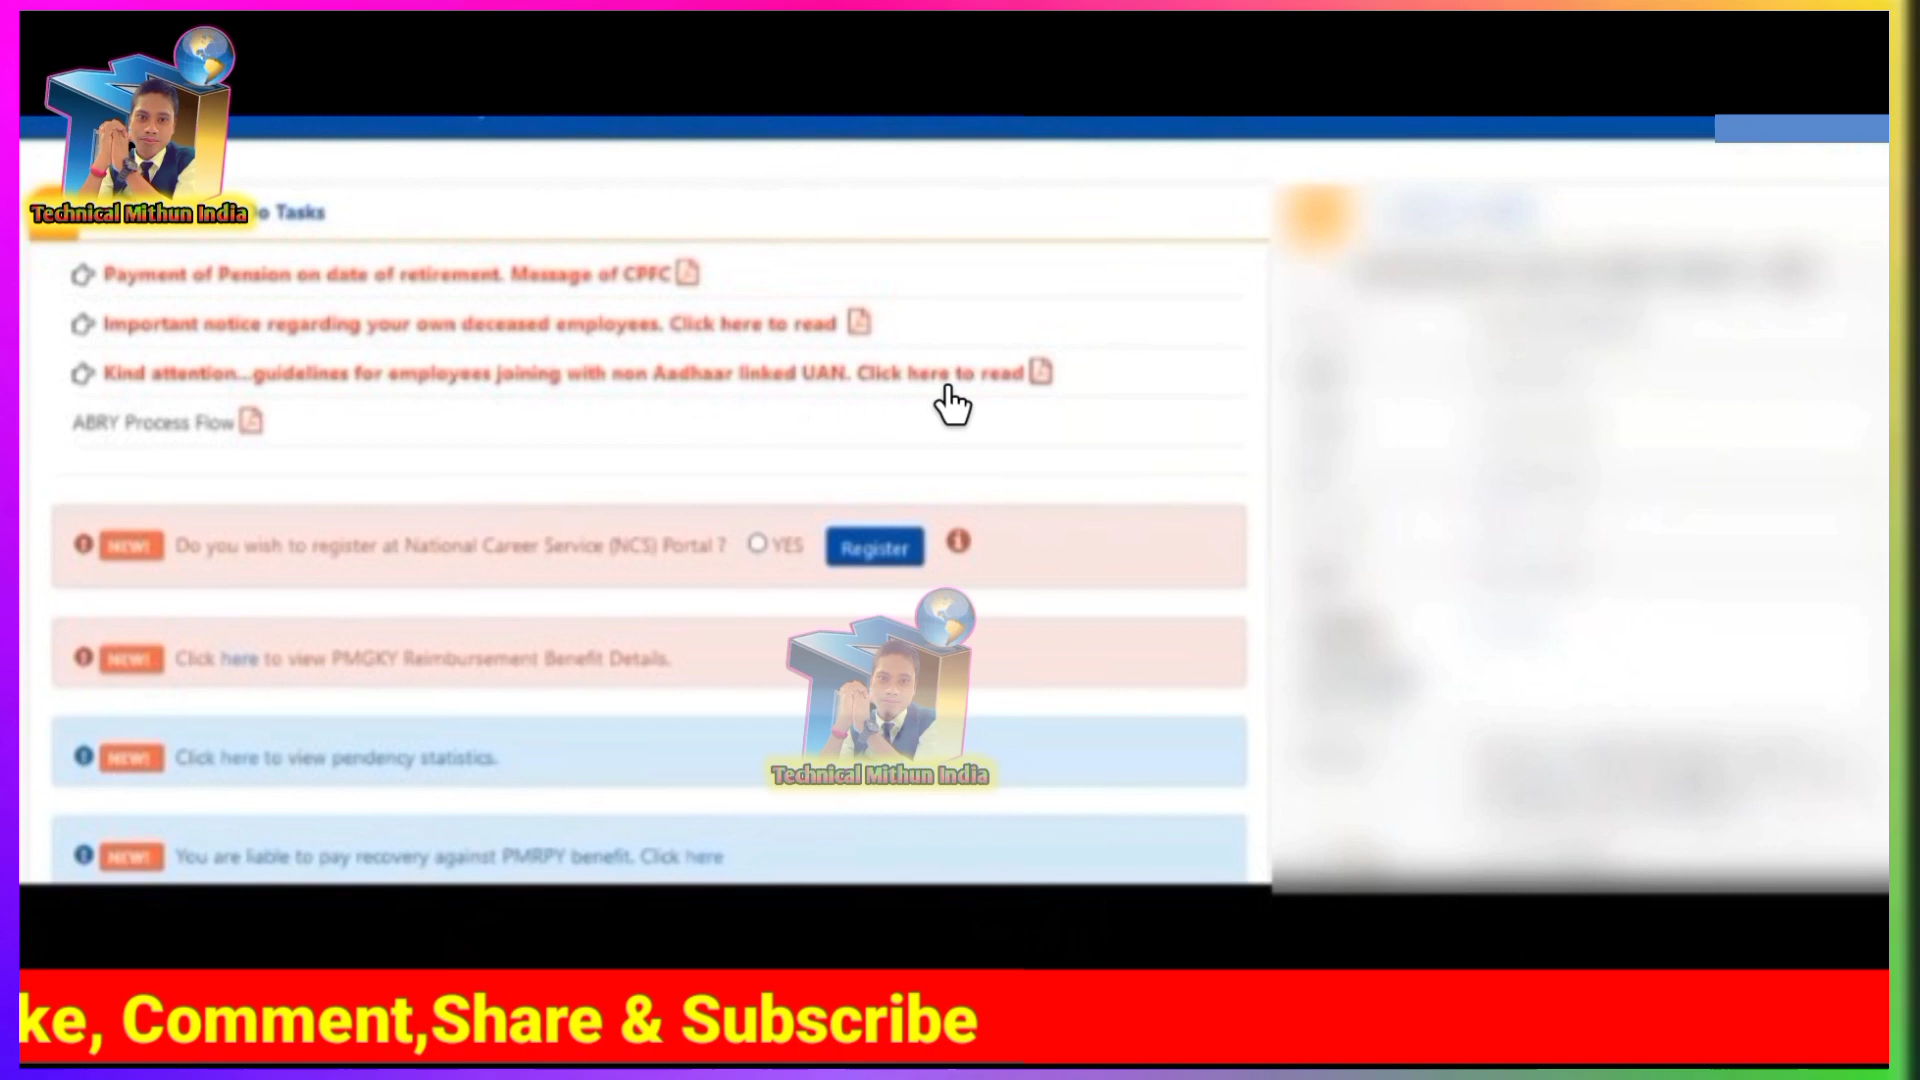 Technical Mithun India
o Tasks
Payment of Pension on date of retirement. Message of CPFC
Important notice regarding your own deceased employees. Click here to read
Kind attention...guidelines for employees joining with non Aadhaar linked UAN. Click here to read
ABRY Process Flow
NEW! Do you wish to register at National Career Service (NCS) Portal ? YES Register
NEW! Click here to view PMGKY Reimbursement Benefit Details.
NEW! Click here to view pendency statistics.
Technical Mithun India
NEW! You are liable to pay recovery against PMRPY benefit. Click here
ke, Comment,Share & Subscribe